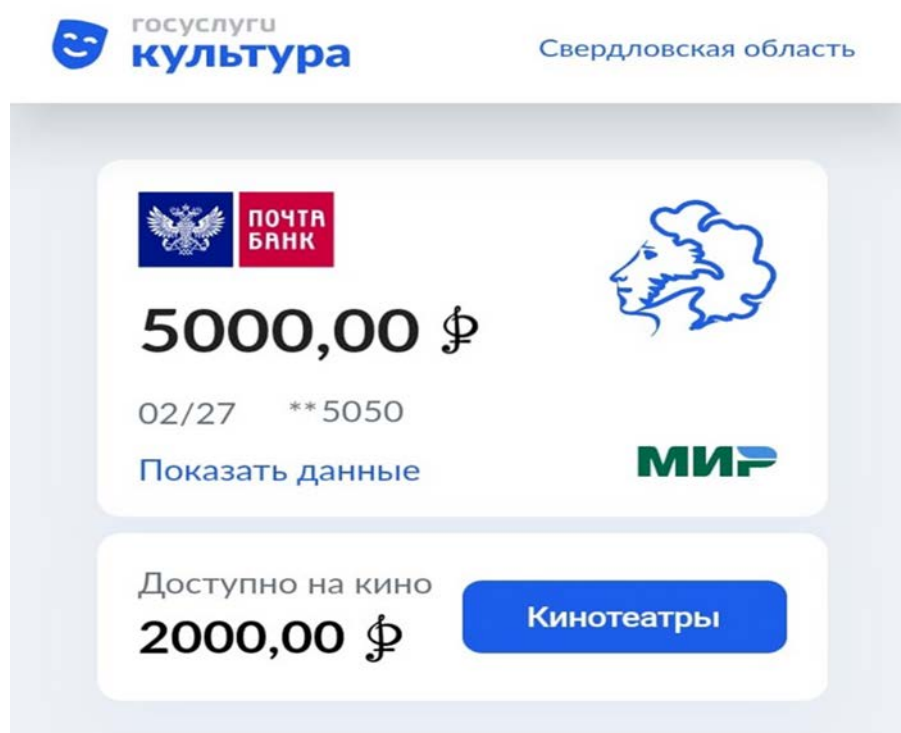 госуслуги
культура
Свердловская область
ПОЧТА
БАНК
5000,00 ₽
02/27 **5050
Показать данные
МИР
Доступно на кино
2000,00 ₽
Кинотеатры